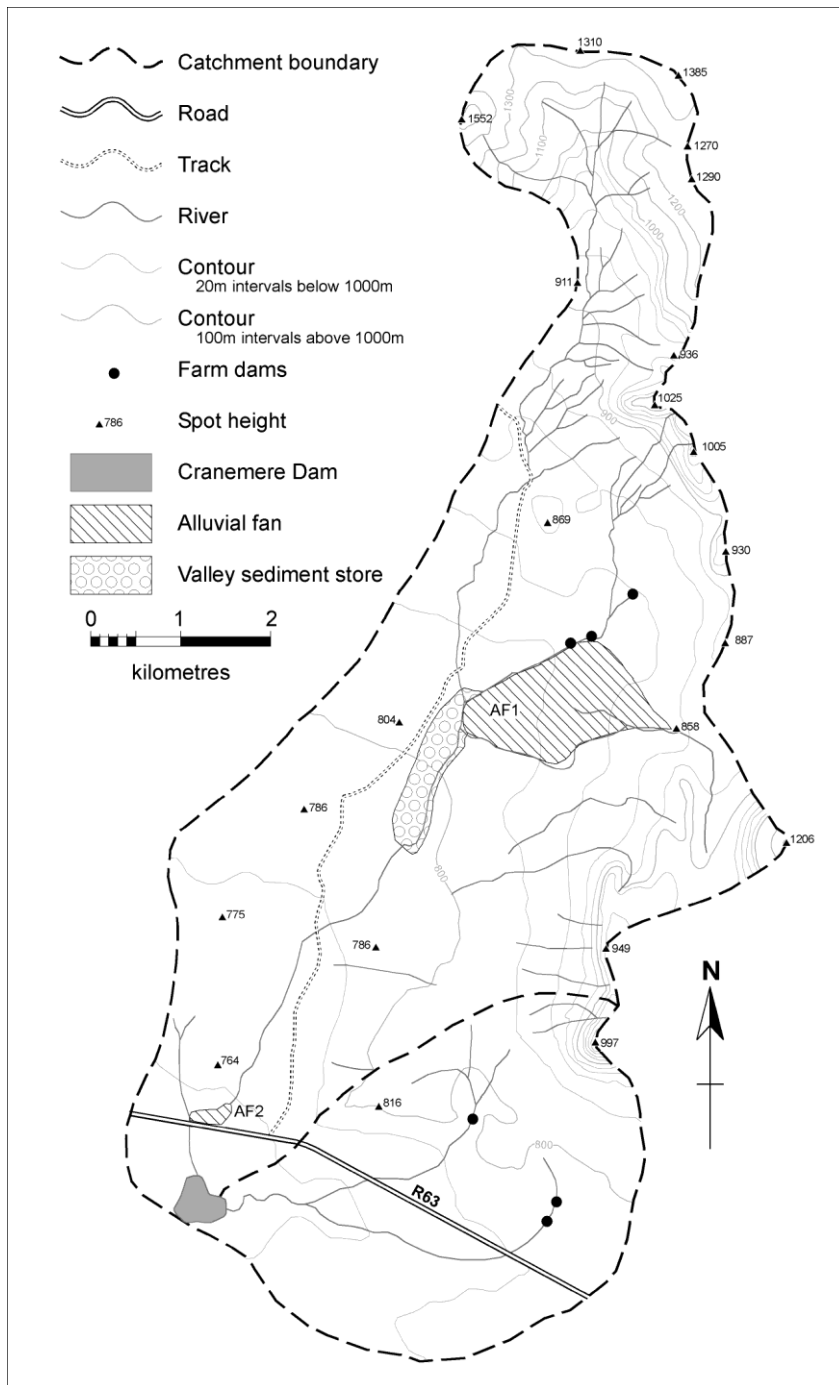 Catchment boundary
Road
Track
River
Contour
20m intervals below 1000m
Contour
100m intervals above 1000m
Farm dams
786
Spot height
Cranemere Dam
Alluvial fan
Valley sediment store
0 1 2
kilometres
1310
1385
1552
1300
1100
1270
1290
1200
1000
911
936
1025
900
1005
869
930
887
AF1
804
858
786
1206
800
775
786
949
N
997
764
816
AF2
800
R63